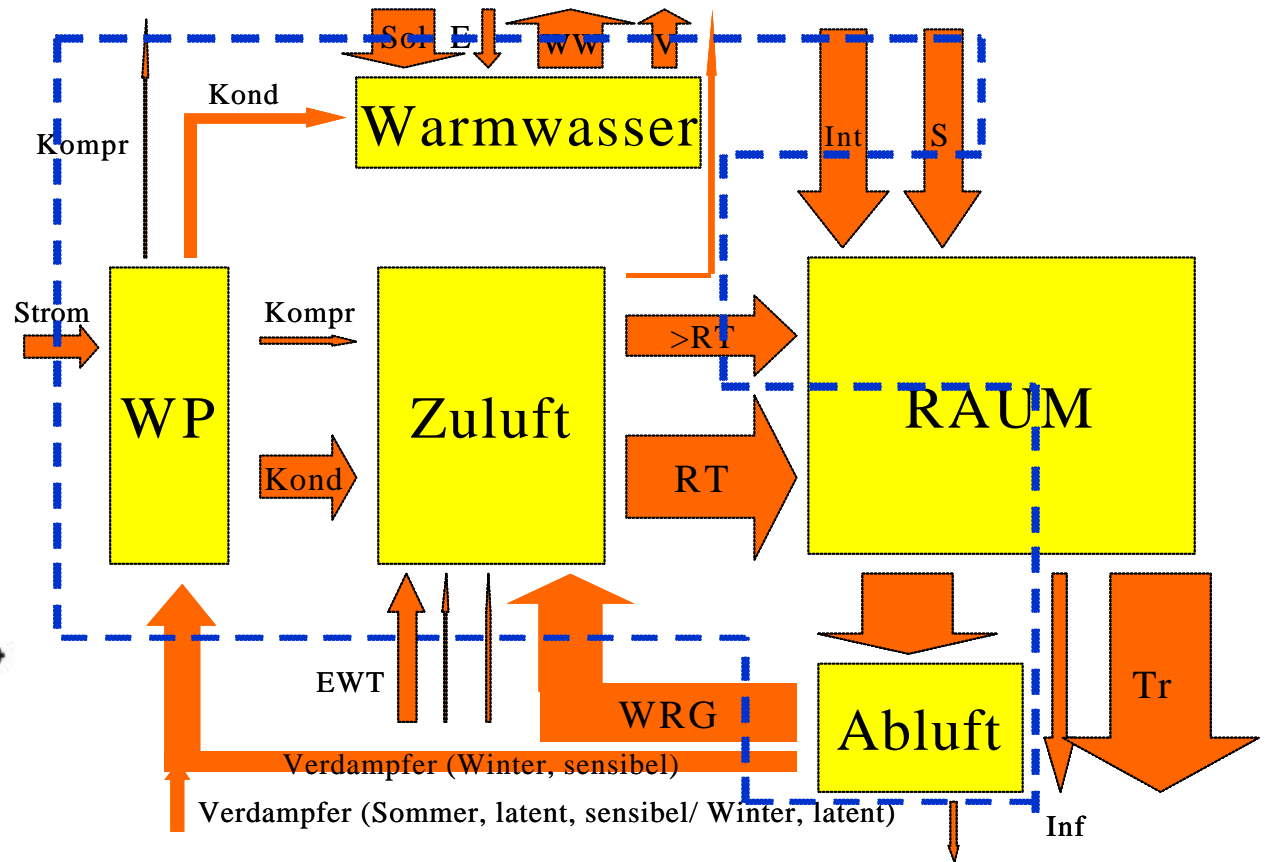 Sol
E
WW
V
Kond
Warmwasser
Kompr
Int
S
Strom
Kompr
>RT
WP
Zuluft
RAUM
Kond
RT
EWT
WRG
Tr
Abluft
Verdampfer (Winter, sensibel)
Verdampfer (Sommer, latent, sensibel/ Winter, latent)
Inf